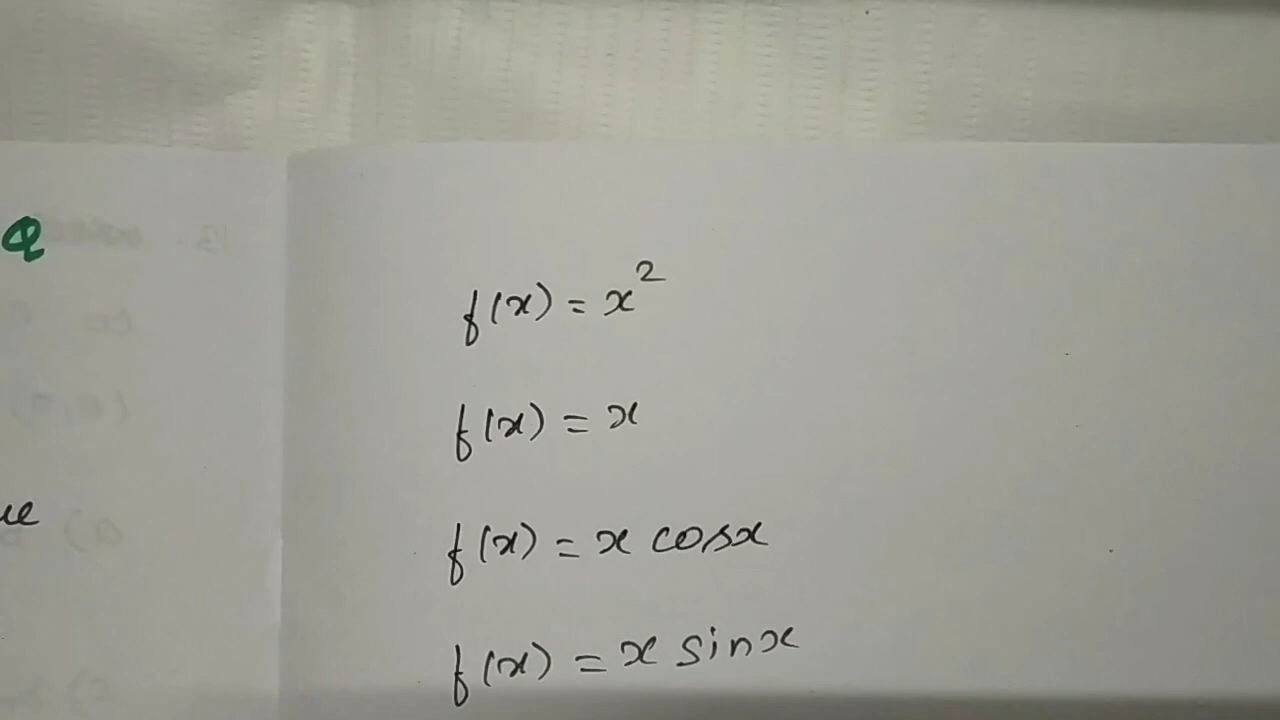 Q
f(x) = x²
f(x) = x
f(x) = x cosx
f(x) = x sinx